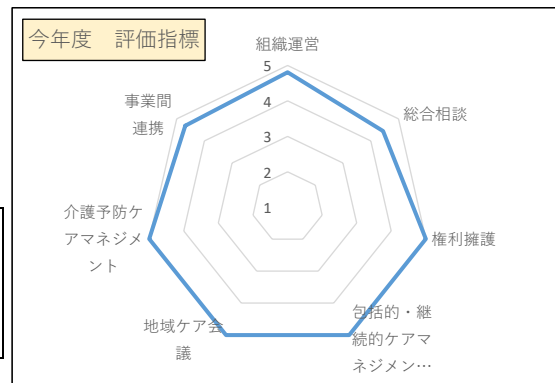 今年度　評価指標
組織運営
5
4
3
2
1
総合相談
権利擁護
包括的・継
続的ケアマ
ネジメン…
地域ケア会
議
介護予防ケ
アマネジメ
ント
事業間
連携